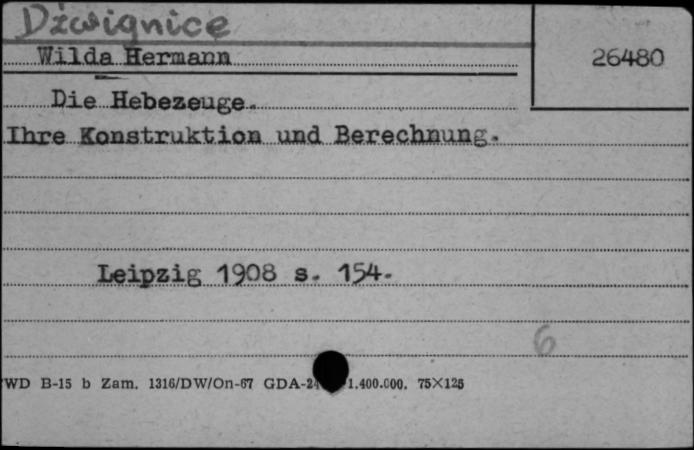 Dźwignice
Wilda Hermann
26480
Die Hebezeuge.
Ihre Konstruktion und Berechnung.
Leipzig 1908 s. 154.
6
WD B-15 b Zam. 1316/DW/On-67 GDA-24 1.400.000. 75X125